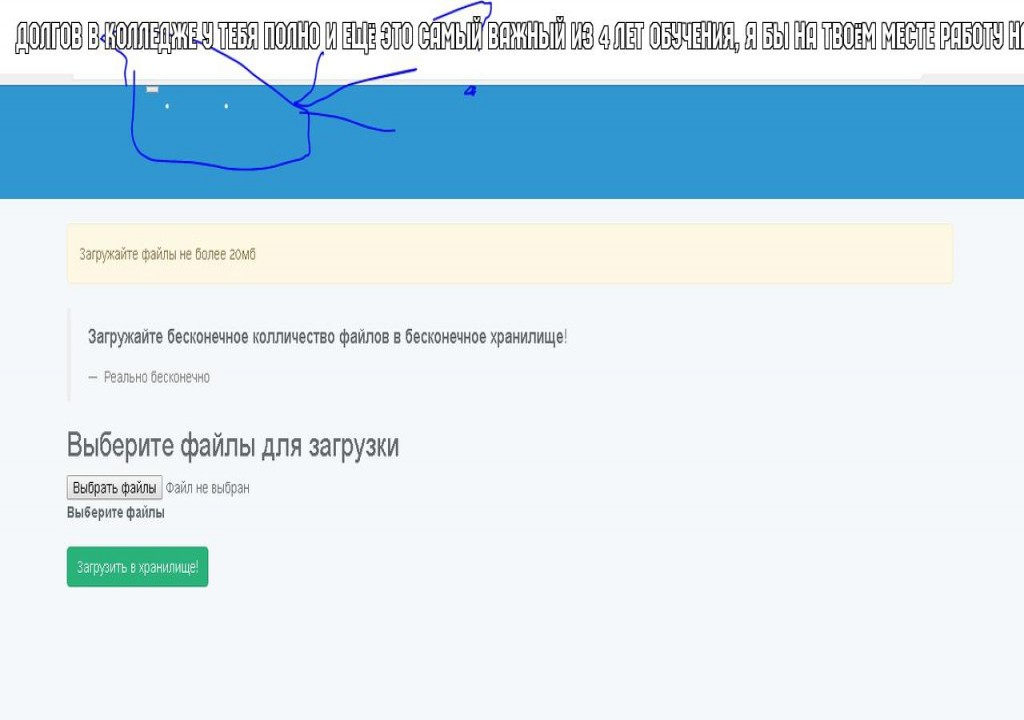 ДОЛГОВ В КОЛЛЕДЖЕ У ТЕБЯ ПОЛНО И ЕЩЁ ЭТО САМЫЙ ВАЖНЫЙ ИЗ 4 ЛЕТ ОБУЧЕНИЯ, Я БЫ НА ТВОЁМ МЕСТЕ РАБОТУ
4
Загружайте файлы не более 20мб
Загружайте бесконечное колличество файлов в бесконечное хранилище!
— Реально бесконечно
Выберите файлы для загрузки
Выбрать файлы Файл не выбран
Выберите файлы
Загрузить в хранилище!